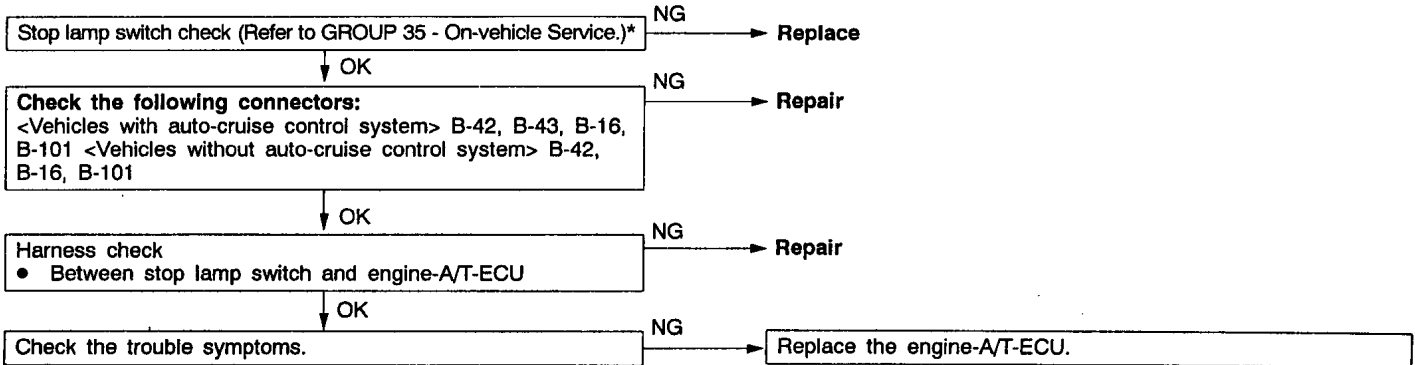 NG
Stop lamp switch check (Refer to GROUP 35 - On-vehicle Service.)*
Replace
OK
NG
Check the following connectors:
Repair
<Vehicles with auto-cruise control system> B-42, B-43, B-16,
B-101 <Vehicles without auto-cruise control system> B-42,
B-16, B-101
OK
NG
Harness check
Repair
● Between stop lamp switch and engine-A/T-ECU
OK
NG
Check the trouble symptoms.
Replace the engine-A/T-ECU.